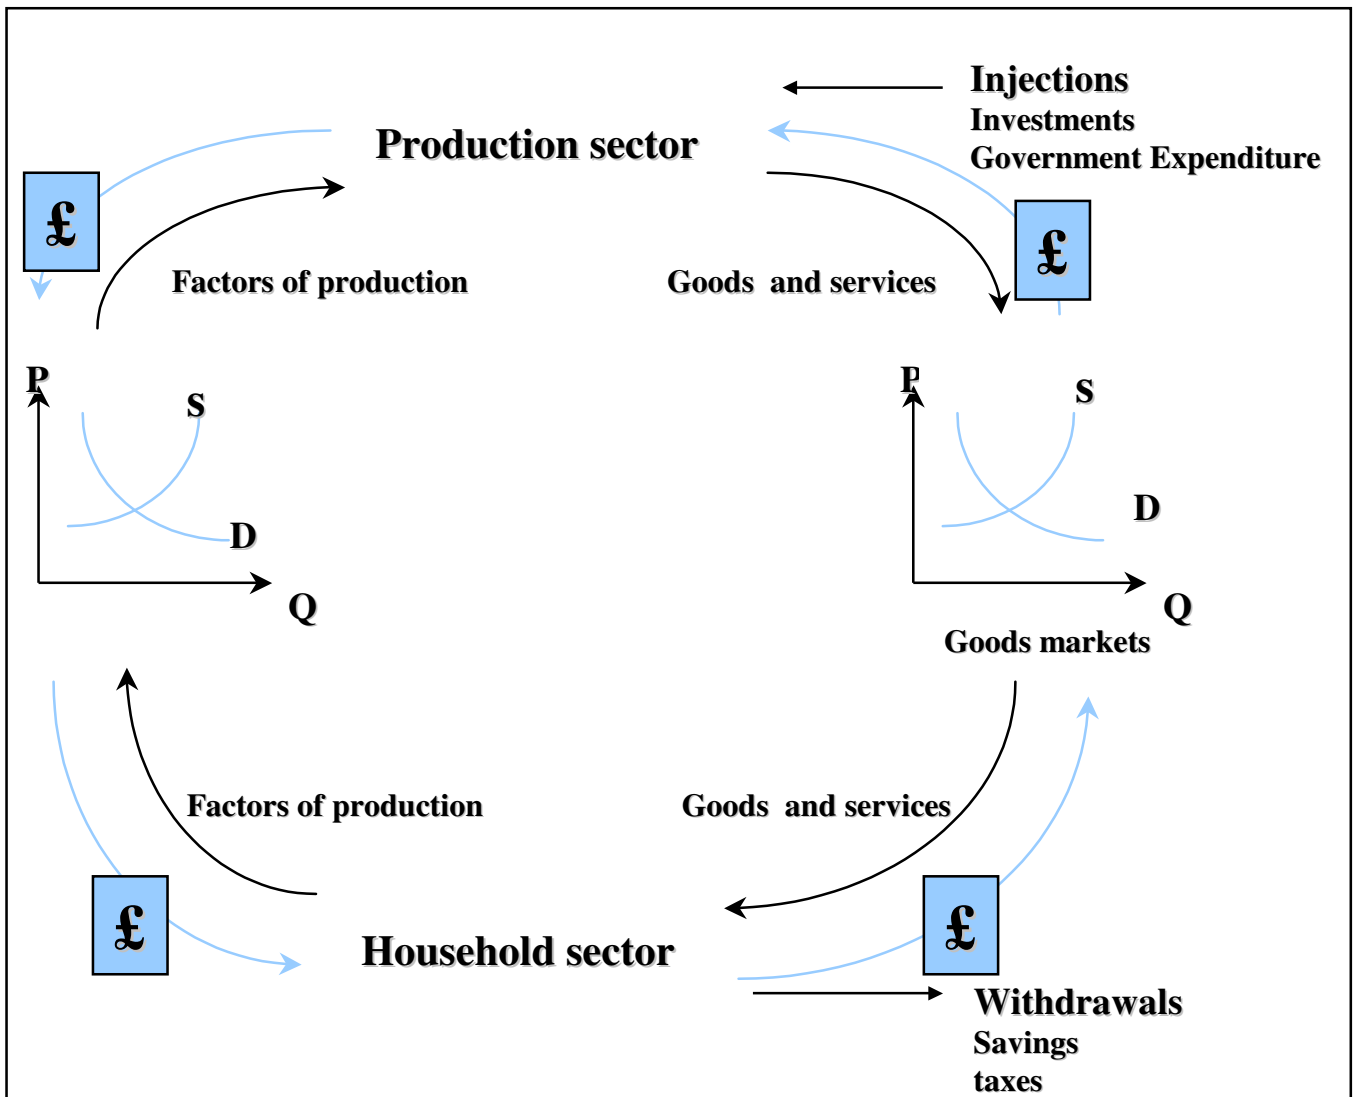 Injections
Investments
Government Expenditure
Production sector
£
£
Factors of production
Goods and services
P
S
D
Q
P
S
D
Q
Goods markets
Factors of production
Goods and services
£
£
Household sector
Withdrawals
Savings
taxes